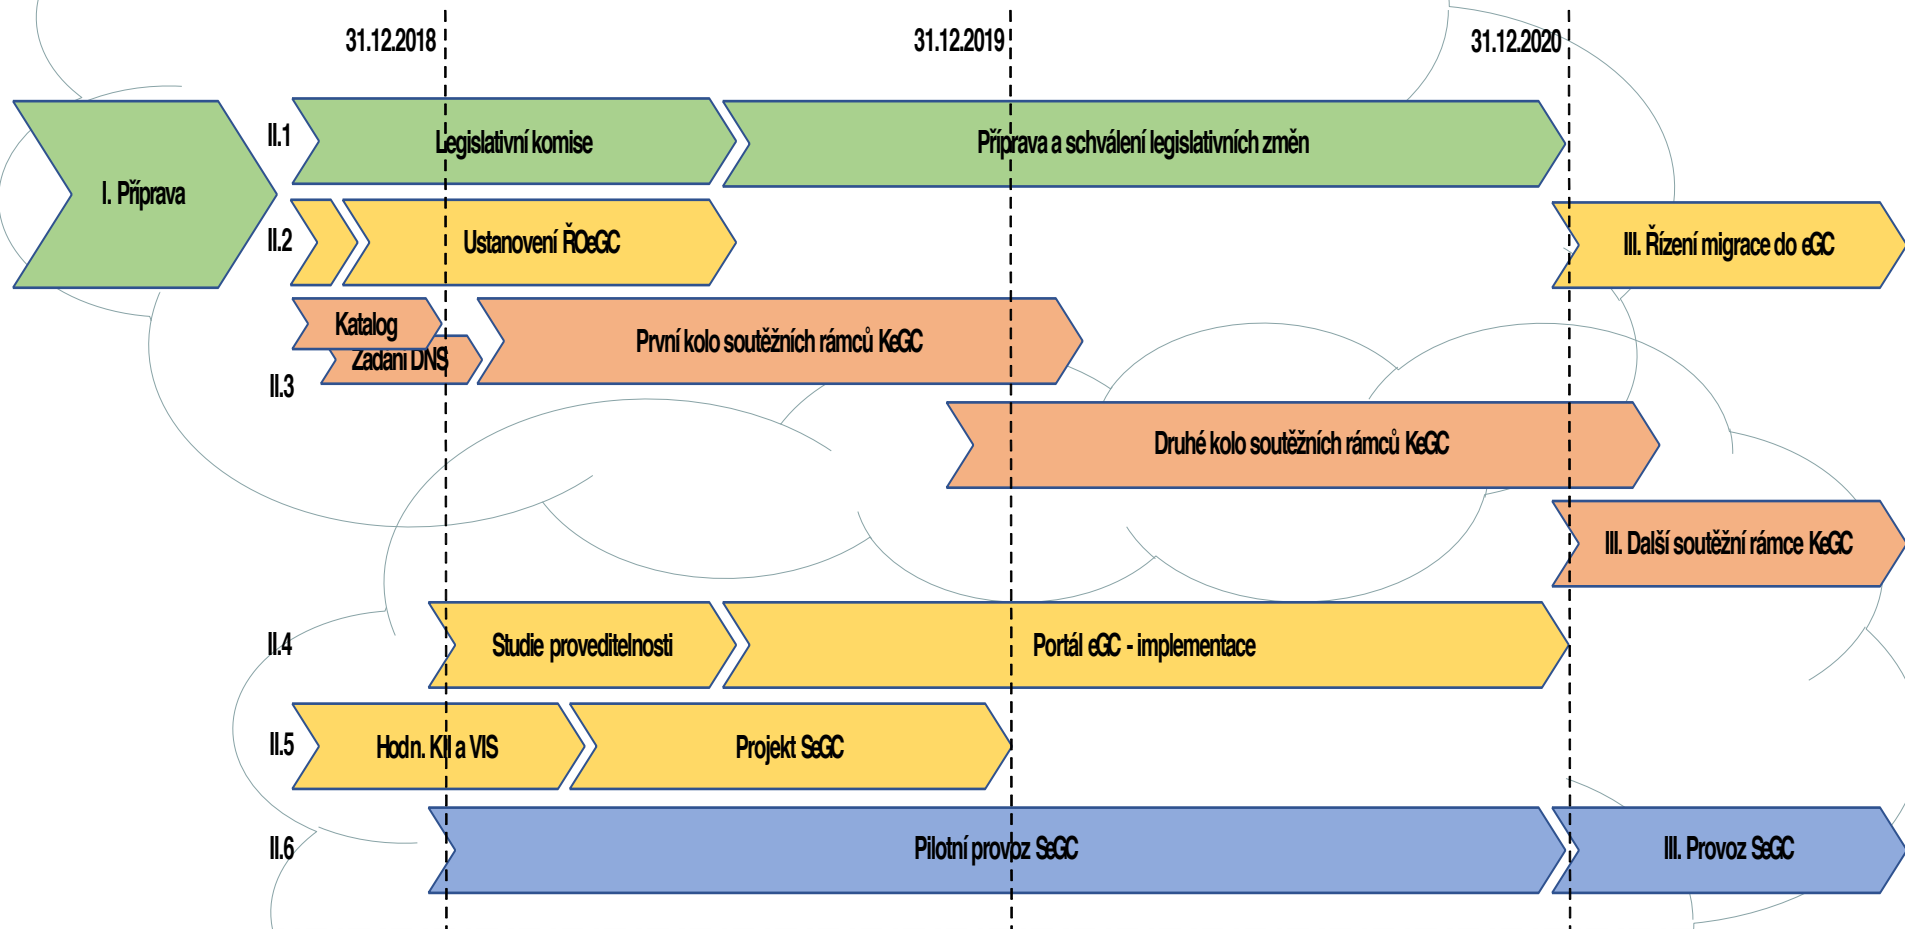 31.12.2018
31.12.2019
31.12.2020
I. Příprava
II.1
Legislativní komise
Příprava a schválení legislativních změn
II.2
Ustanovení ŘOeGC
III. Řízení migrace do eGC
II.3
Katalog
Zadání DNS
První kolo soutěžních rámců KeGC
Druhé kolo soutěžních rámců KeGC
III. Další soutěžní rámce KeGC
II.4
Studie proveditelnosti
Portál eGC - implementace
II.5
Hodn. KII a VIS
Projekt SeGC
II.6
Pilotní provoz SeGC
III. Provoz SeGC